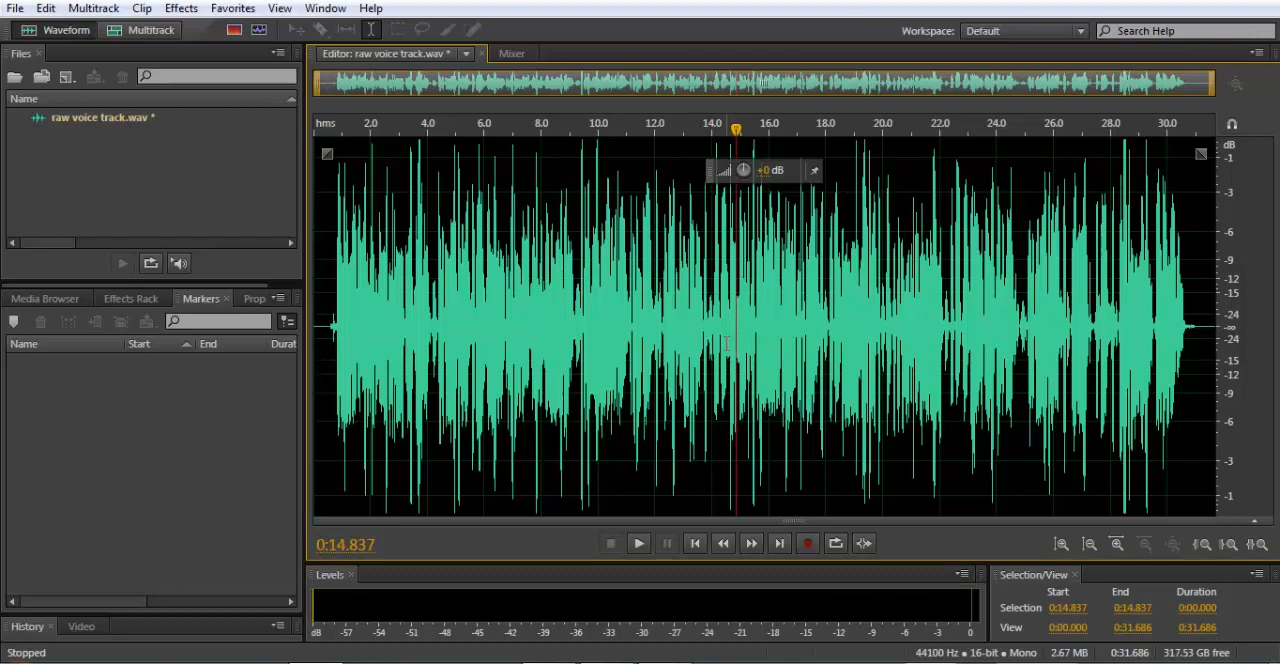 File Edit Multitrack Clip Effects Favorites View Window Help
Waveform Multitrack Workspace: Default Search Help
Files × Editor: raw voice track.wav * × Mixer
Name
raw voice track.wav *
hms 2.0 4.0 6.0 8.0 10.0 12.0 14.0 16.0 18.0 20.0 22.0 24.0 26.0 28.0 30.0
dB
-1
+0 dB
-3
-6
-9
-12
-15
-24
-∞
-24
-15
-12
-9
-6
-3
-1
Media Browser Effects Rack Markers × Prop
Name Start End Durat
0:14.837
Levels × Selection/View ×
Start End Duration
Selection 0:14.837 0:14.837 0:00.000
View 0:00.000 0:31.686 0:31.686
dB -57 -54 -51 -48 -45 -42 -39 -36 -33 -30 -27 -24 -21 -18 -15 -12 -9 -6 -3 0
History × Video
Stopped 44100 Hz ● 16-bit ● Mono 2.67 MB 0:31.686 317.53 GB free